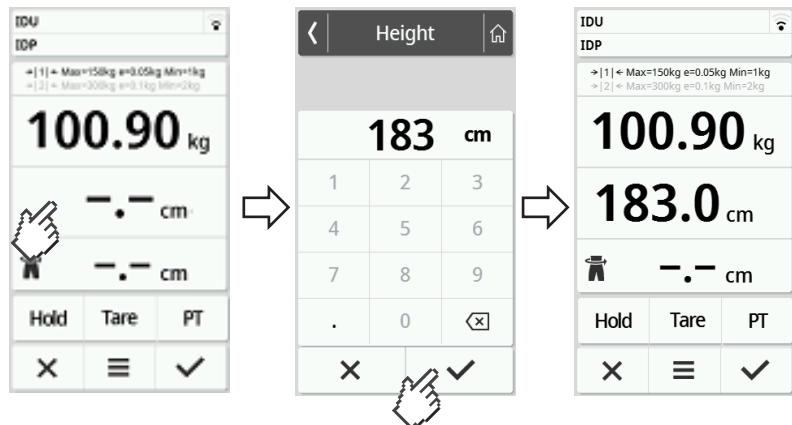 IDU
IDP
→|1|← Max=150kg e=0.05kg Min=1kg
→|2|← Max=300kg e=0.1kg Min=2kg
100.90 kg
–.– cm
–.– cm
Hold Tare PT
Height
183 cm
1 2 3
4 5 6
7 8 9
. 0
IDU
IDP
→|1|← Max=150kg e=0.05kg Min=1kg
→|2|← Max=300kg e=0.1kg Min=2kg
100.90 kg
183.0 cm
–.– cm
Hold Tare PT